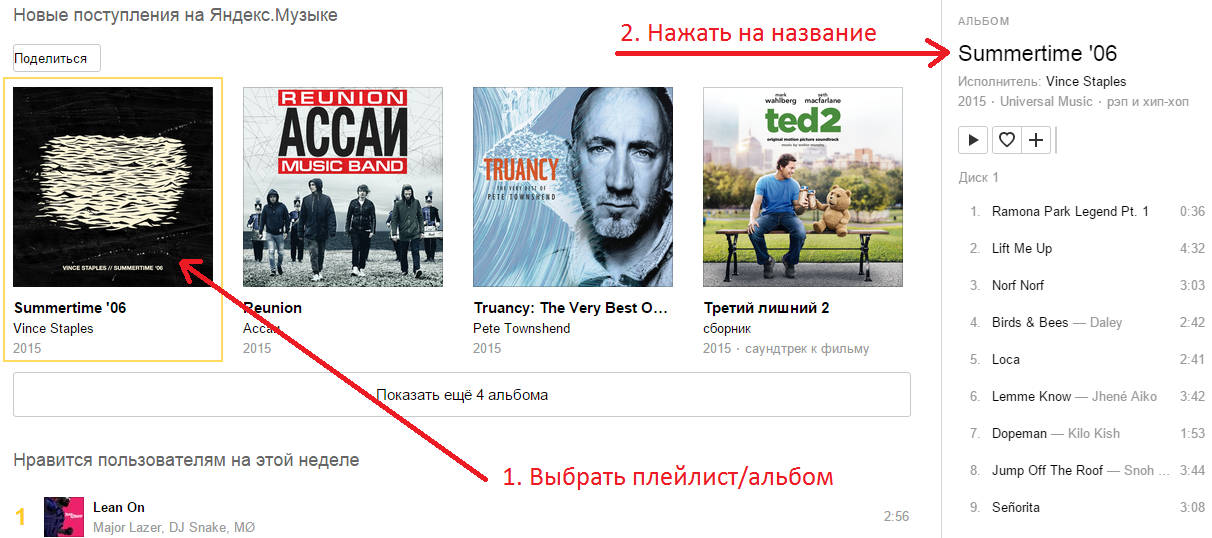 Новые поступления на Яндекс.Музыке
Поделиться
VINCE STAPLES // SUMMERTIME '06
Summertime '06
Vince Staples
2015
REUNION
АССАИ
MUSIC BAND
Reunion
Ассаи
2015
TRUANCY
THE VERY BEST OF
PETE TOWNSHEND
Truancy: The Very Best O...
Pete Townshend
2015
mark wahlberg seth macfarlane
ted2
original motion picture soundtrack
music by walter murphy
Третий лишний 2
сборник
2015 · саундтрек к фильму
Показать ещё 4 альбома
Нравится пользователям на этой неделе
1. Выбрать плейлист/альбом
1
Lean On
Major Lazer, DJ Snake, MØ
2:56
2. Нажать на название
АЛЬБОМ
Summertime '06
Исполнитель: Vince Staples
2015 · Universal Music · рэп и хип-хоп
Диск 1
1. Ramona Park Legend Pt. 1 0:36
2. Lift Me Up 4:32
3. Norf Norf 3:03
4. Birds & Bees — Daley 2:42
5. Loca 2:41
6. Lemme Know — Jhené Aiko 3:42
7. Dopeman — Kilo Kish 1:53
8. Jump Off The Roof — Snoh ... 3:44
9. Señorita 3:08